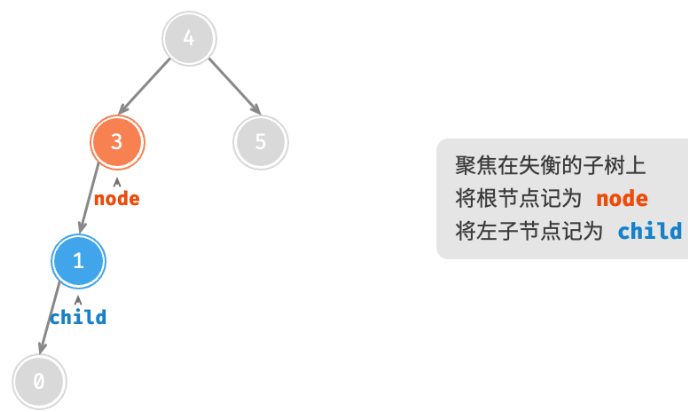 4
3
5
node
1
child
0
聚焦在失衡的子树上
将根节点记为 node
将左子节点记为 child